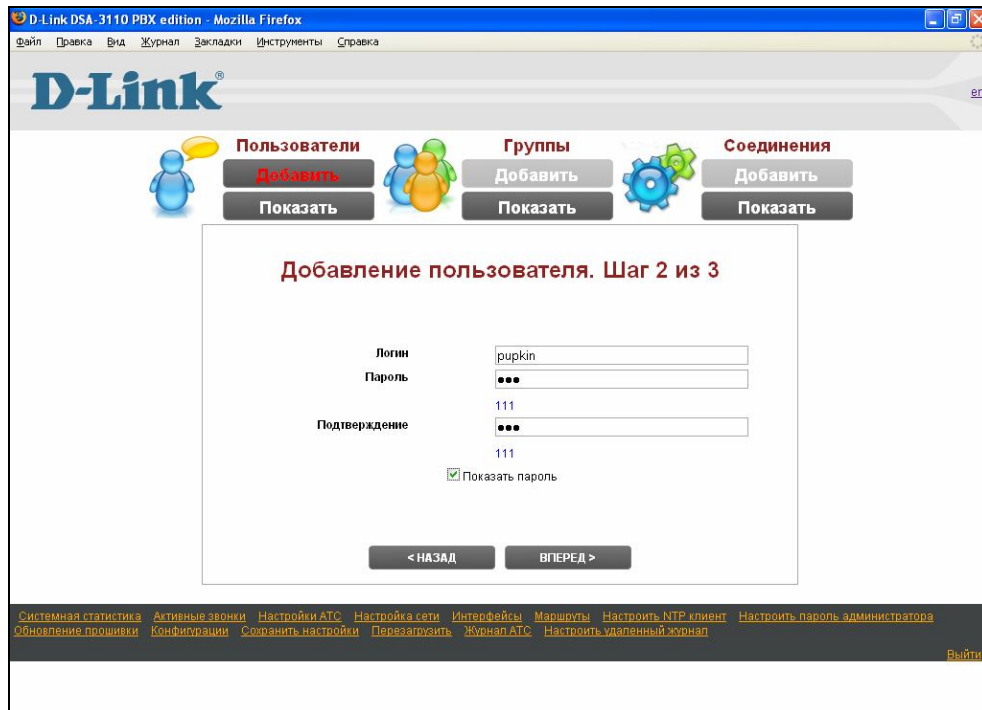 D-Link DSA-3110 PBX edition - Mozilla Firefox
Файл Правка Вид Журнал Закладки Инструменты Справка
D-Link®
en
Пользователи Группы Соединения
Добавить Добавить Добавить
Показать Показать Показать
Добавление пользователя. Шаг 2 из 3
Логин pupkin
Пароль •••
111
Подтверждение •••
111
Показать пароль
< НАЗАД ВПЕРЕД >
Системная статистика Активные звонки Настройки АТС Настройка сети Интерфейсы Маршруты Настроить NTP клиент Настроить пароль администратора
Обновление прошивки Конфигурации Сохранить настройки Перезагрузить Журнал АТС Настроить удаленный журнал
Выйти